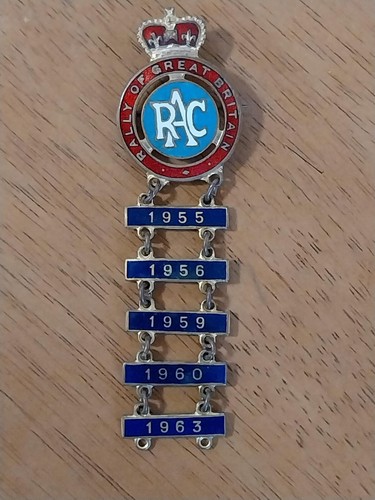 RALLY OF GREAT BRITAIN
RAC
1955
1956
1959
1960
1963